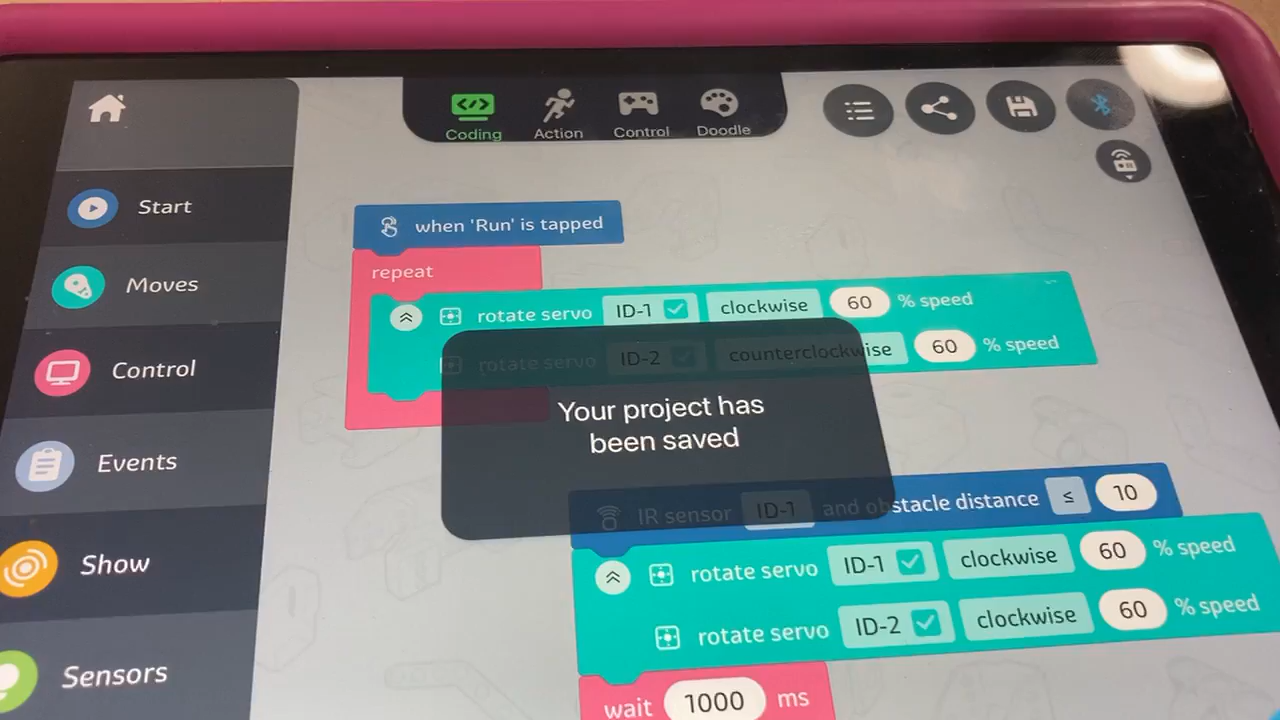 Coding Action Control Doodle
Start
Moves
Control
Events
Show
Sensors
when 'Run' is tapped
repeat
rotate servo ID-1 clockwise 60 % speed
rotate servo ID-2 counterclockwise 60 % speed
Your project has
been saved
IR sensor ID-1 and obstacle distance ≤ 10
rotate servo ID-1 clockwise 60 % speed
rotate servo ID-2 clockwise 60 % speed
wait 1000 ms